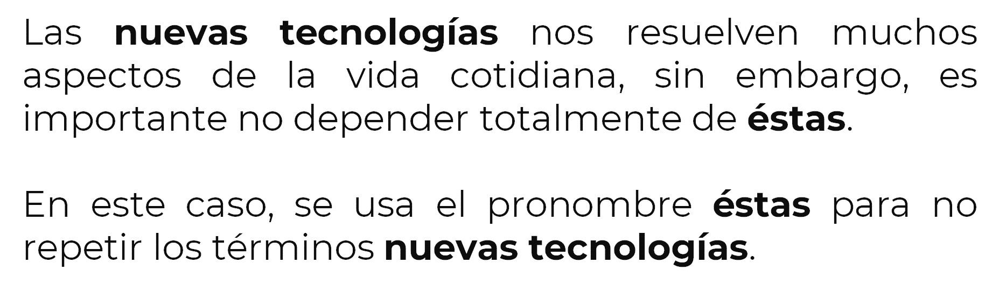 Las nuevas tecnologías nos resuelven muchos
aspectos de la vida cotidiana, sin embargo, es
importante no depender totalmente de éstas.
En este caso, se usa el pronombre éstas para no
repetir los términos nuevas tecnologías.